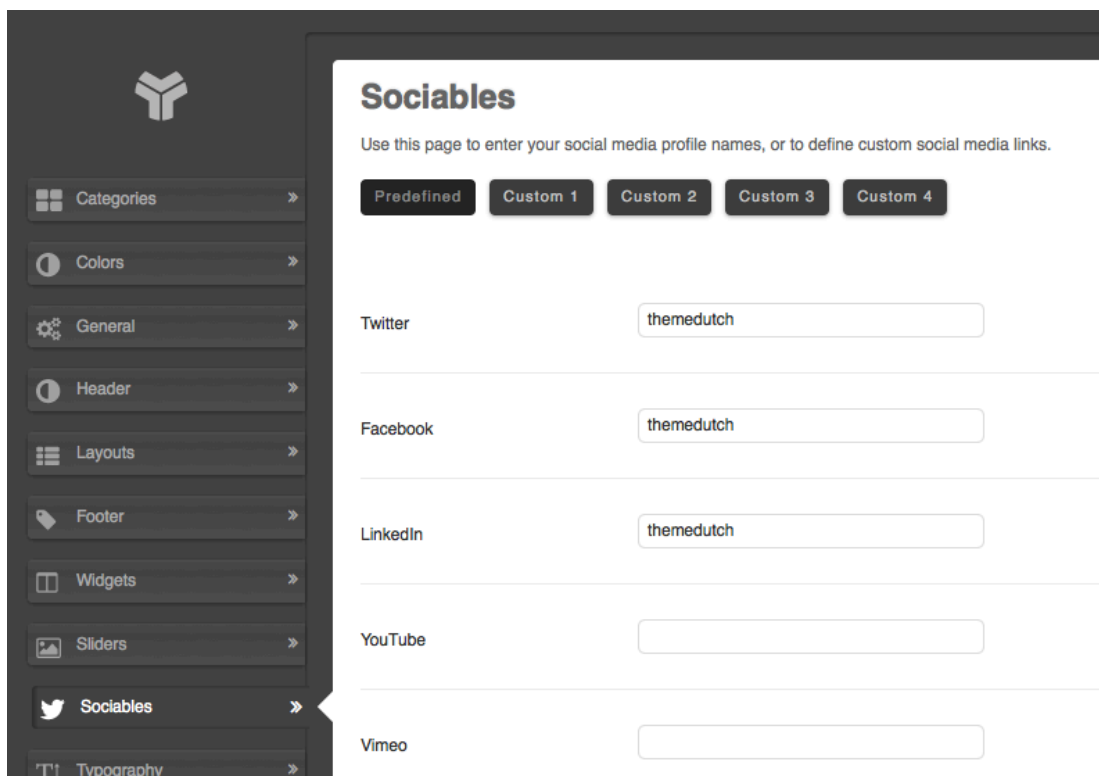 Sociables
Use this page to enter your social media profile names, or to define custom social media links.
Predefined
Custom 1
Custom 2
Custom 3
Custom 4
Categories
Colors
General
Header
Layouts
Footer
Widgets
Sliders
Sociables
Typography
Twitter
themedutch
Facebook
themedutch
LinkedIn
themedutch
YouTube
Vimeo